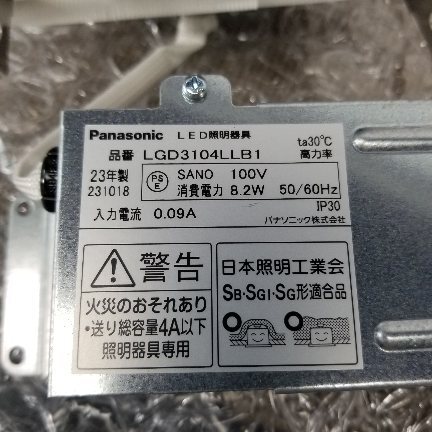 Panasonic LED照明器具
品番 LGD3104LLB1
ta30℃
高力率
23年製
231018
PS
E
SANO 100V
消費電力 8.2W 50/60Hz
入力電流 0.09A
IP30
パナソニック株式会社
警告
火災のおそれあり
・送り総容量4A以下
照明器具専用
日本照明工業会
SB・SGI・SG形適合品